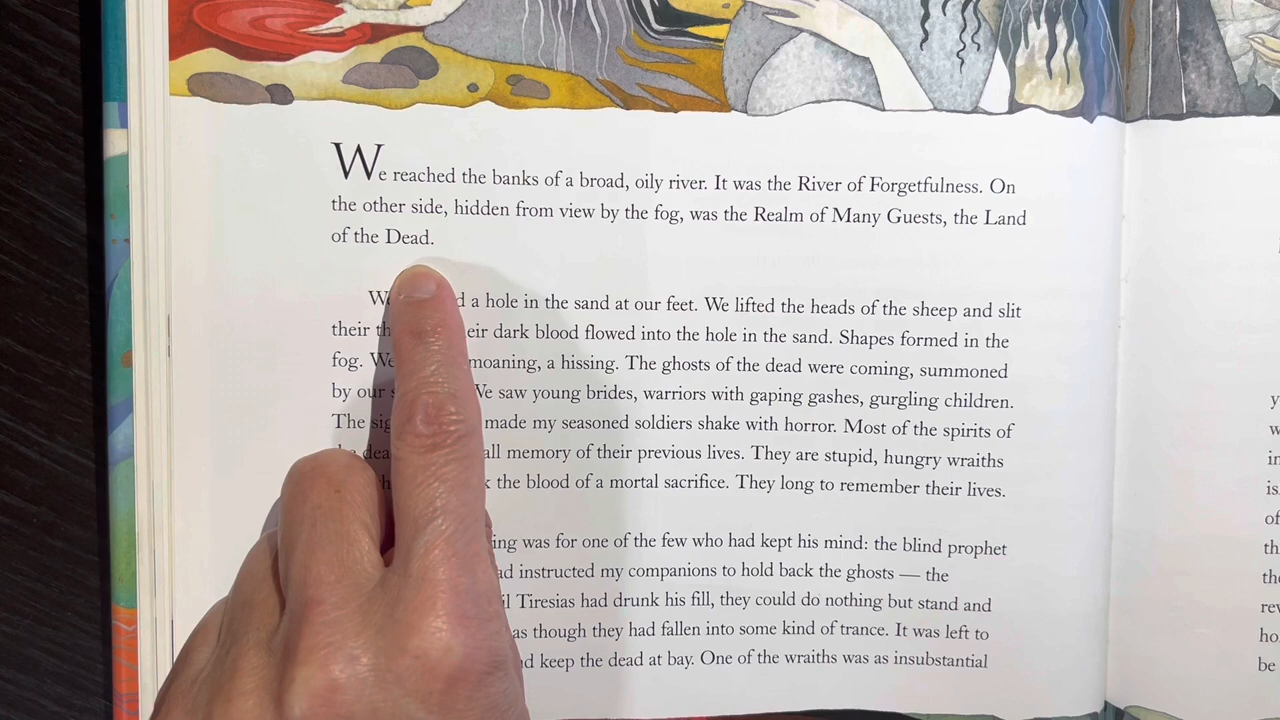 We reached the banks of a broad, oily river. It was the River of Forgetfulness. On
the other side, hidden from view by the fog, was the Realm of Many Guests, the Land
of the Dead.
a hole in the sand at our feet. We lifted the heads of the sheep and slit
their dark blood flowed into the hole in the sand. Shapes formed in the
fog. moaning, a hissing. The ghosts of the dead were coming, summoned
by our We saw young brides, warriors with gaping gashes, gurgling children.
The made my seasoned soldiers shake with horror. Most of the spirits of
all memory of their previous lives. They are stupid, hungry wraiths
the blood of a mortal sacrifice. They long to remember their lives.
was for one of the few who had kept his mind: the blind prophet
instructed my companions to hold back the ghosts — the
Tiresias had drunk his fill, they could do nothing but stand and
as though they had fallen into some kind of trance. It was left to
keep the dead at bay. One of the wraiths was as insubstantial